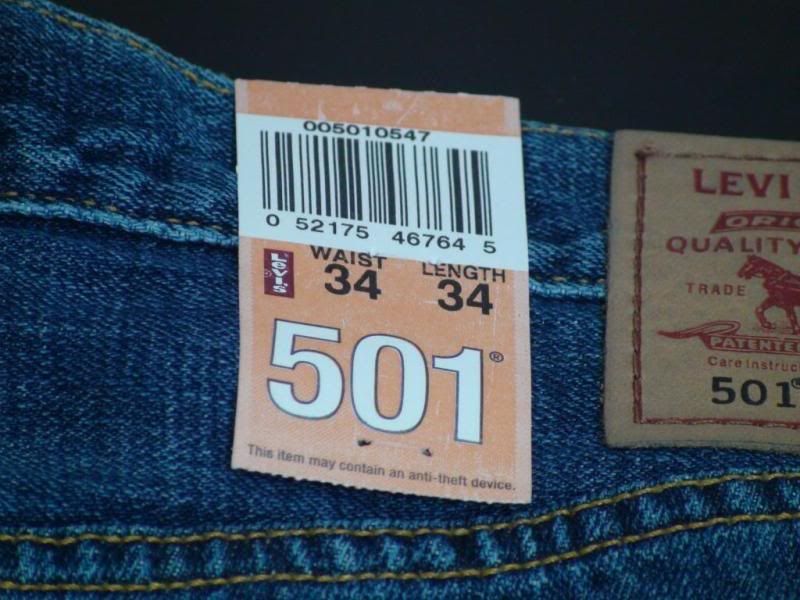 005010547
0 52175 46764 5
Levi's
WAIST LENGTH
34 34
501®
This item may contain an anti-theft device.
LEVI
QUALITY
TRADE
PATENTE
Care Instruc
501®